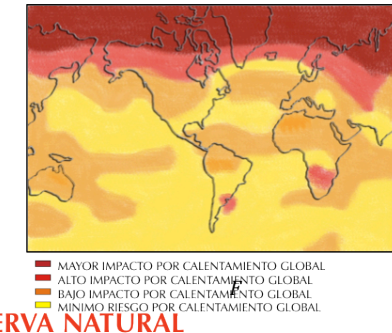 MAYOR IMPACTO POR CALENTAMIENTO GLOBAL
ALTO IMPACTO POR CALENTAMIENTO GLOBAL
BAJO IMPACTO POR CALENTAMIENTO GLOBAL
F
MINIMO RIESGO POR CALENTAMIENTO GLOBAL
ERVA NATURAL